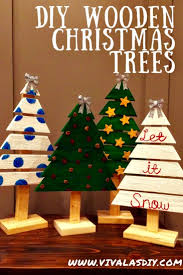 DIY WOODEN
CHRISTMAS
TREES
Let
it
Snow
WWW.VIVALASDIY.COM